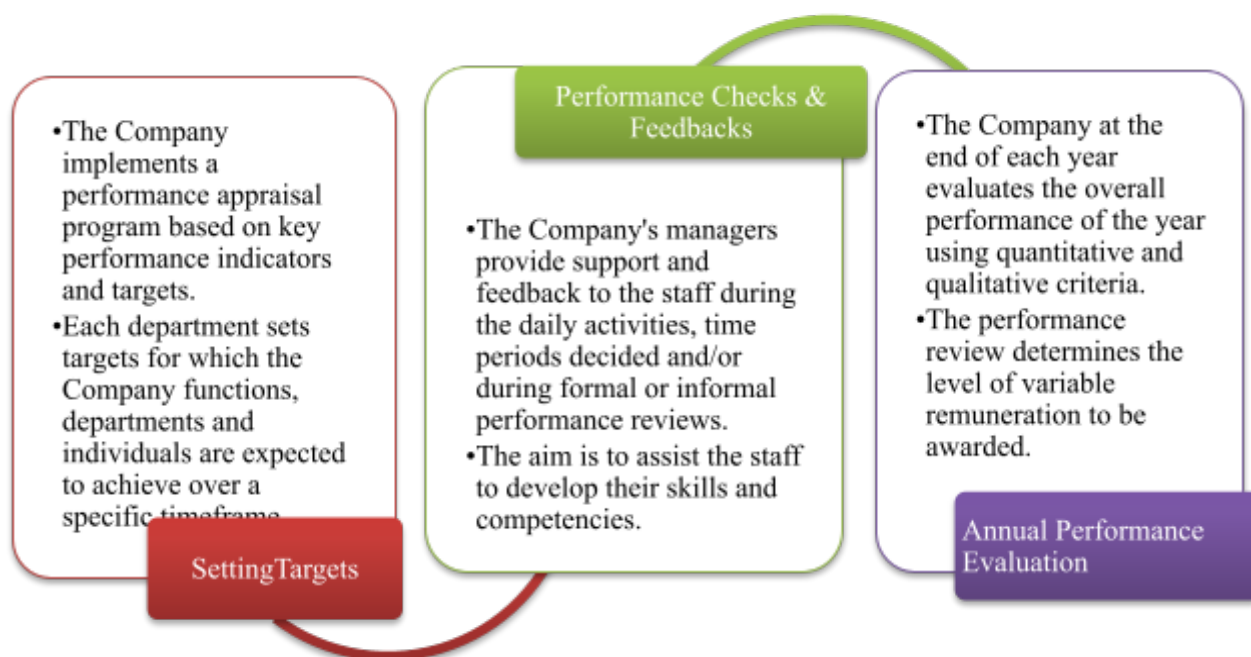 •The Company
implements a
performance appraisal
program based on key
performance indicators
and targets.
•Each department sets
targets for which the
Company functions,
departments and
individuals are expected
to achieve over a
specific timeframe.
SettingTargets
Performance Checks &
Feedbacks
•The Company's managers
provide support and
feedback to the staff during
the daily activities, time
periods decided and/or
during formal or informal
performance reviews.
•The aim is to assist the staff
to develop their skills and
competencies.
•The Company at the
end of each year
evaluates the overall
performance of the year
using quantitative and
qualitative criteria.
•The performance
review determines the
level of variable
remuneration to be
awarded.
Annual Performance
Evaluation